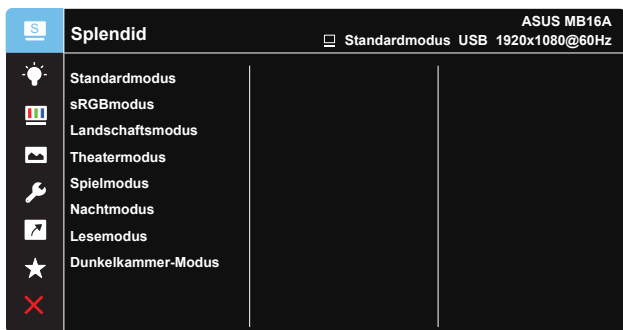 S
Splendid
ASUS MB16A
Standardmodus USB 1920x1080@60Hz
Standardmodus
sRGBmodus
Landschaftsmodus
Theatermodus
Spielmodus
Nachtmodus
Lesemodus
Dunkelkammer-Modus